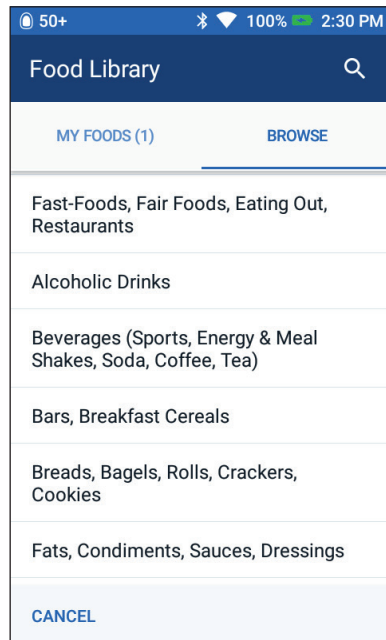 50+ 100% 2:30 PM
Food Library
MY FOODS (1) BROWSE
Fast-Foods, Fair Foods, Eating Out,
Restaurants
Alcoholic Drinks
Beverages (Sports, Energy & Meal
Shakes, Soda, Coffee, Tea)
Bars, Breakfast Cereals
Breads, Bagels, Rolls, Crackers,
Cookies
Fats, Condiments, Sauces, Dressings
CANCEL